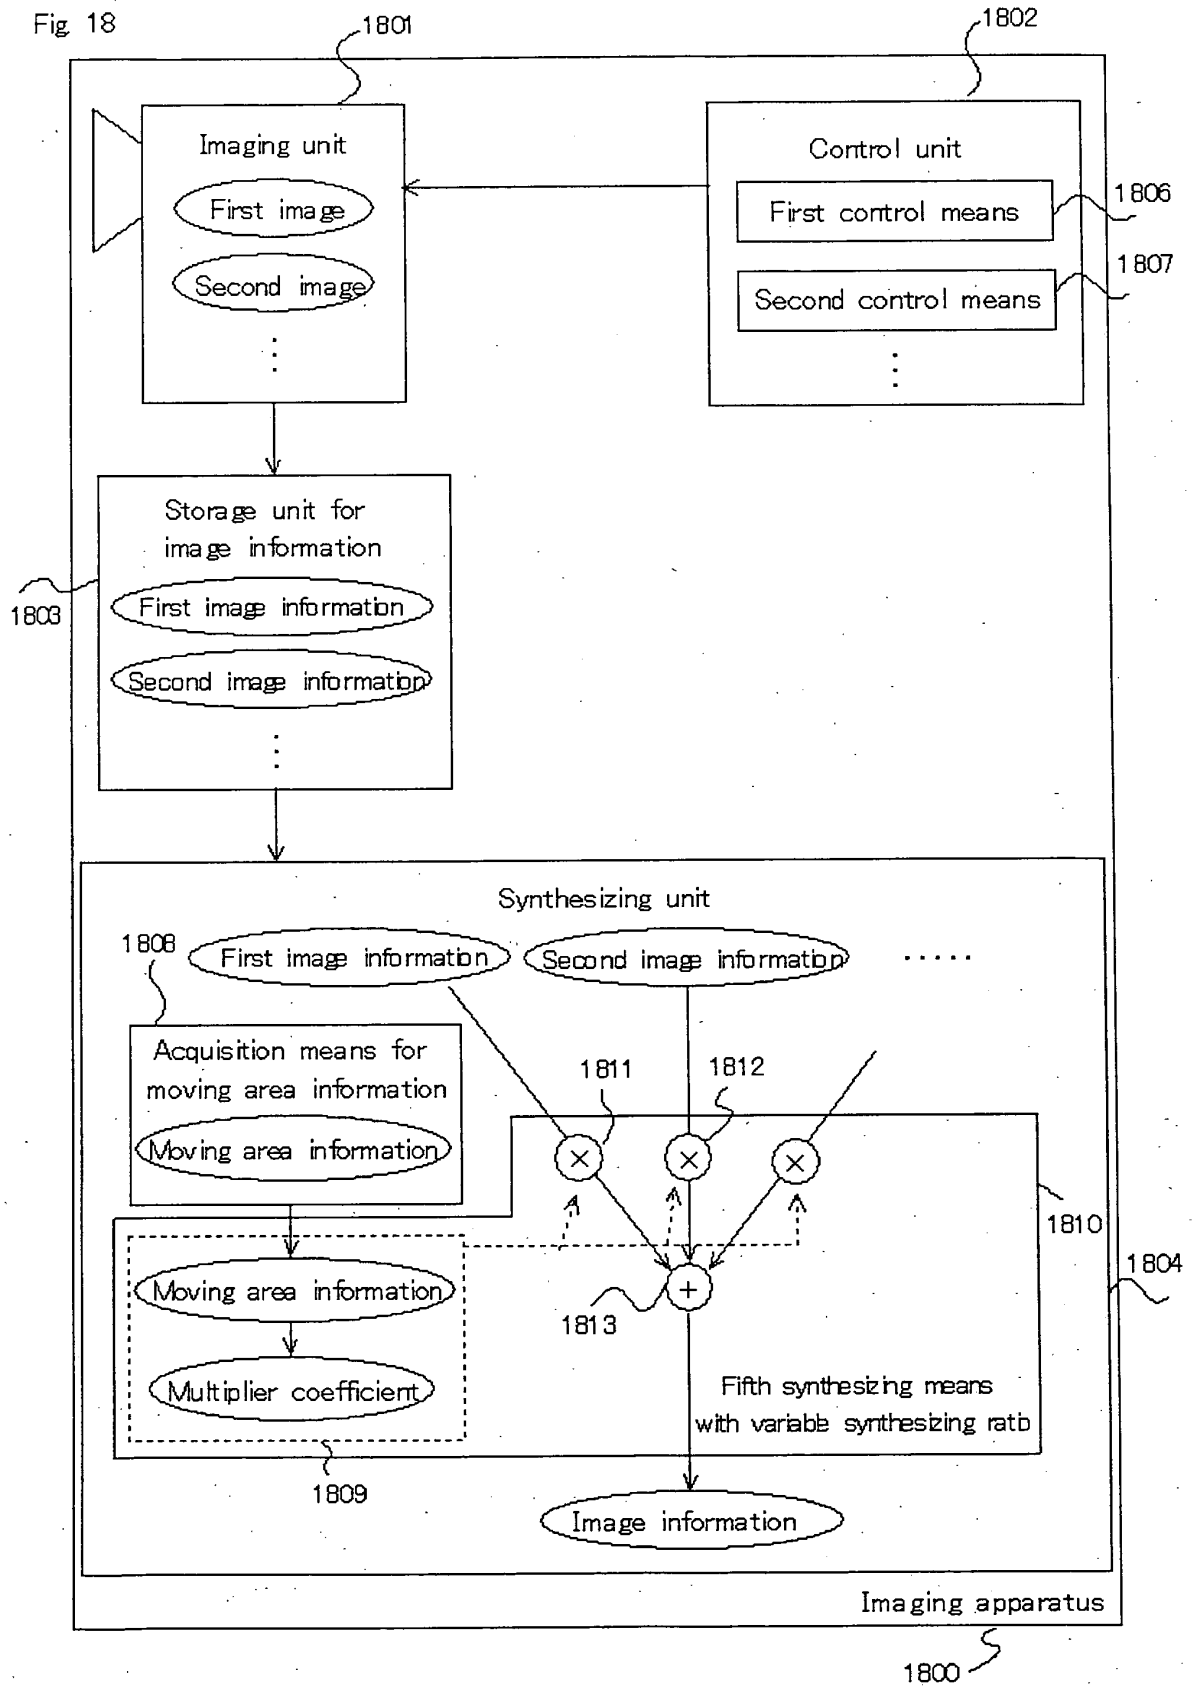 Fig. 18
1801
1802
Imaging unit
First image
Second image
Control unit
First control means
1806
Second control means
1807
Storage unit for
image information
First image information
Second image information
1803
Synthesizing unit
First image information
Second image information
.....
1808
Acquisition means for
moving area information
Moving area information
1811
1812
×
×
×
1810
1804
Moving area information
Multiplier coefficient
1809
+
1813
Fifth synthesizing means
with variable synthesizing ratio
Image information
Imaging apparatus
1800